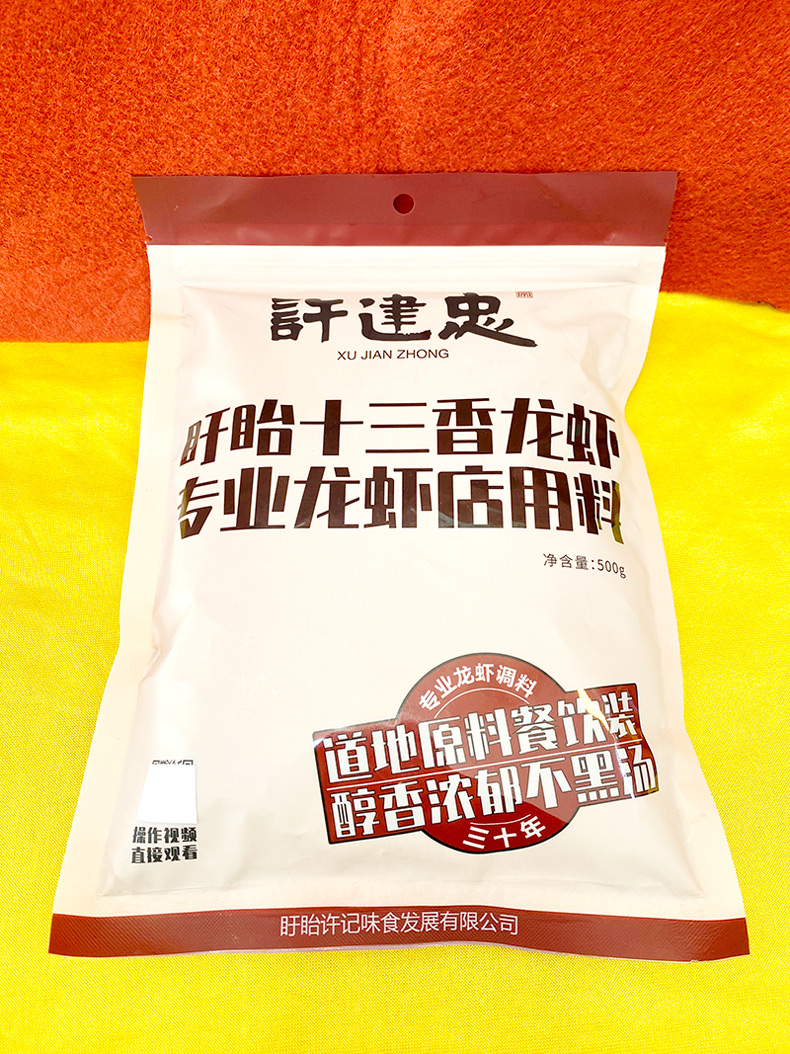 許建忠
XU JIAN ZHONG
盱眙十三香龙虾
专业龙虾店用料
净含量:500g
专业龙虾调料
道地原料餐饮装
醇香浓郁不黑汤
十三年
操作视频
直接观看
盱眙许记味食发展有限公司